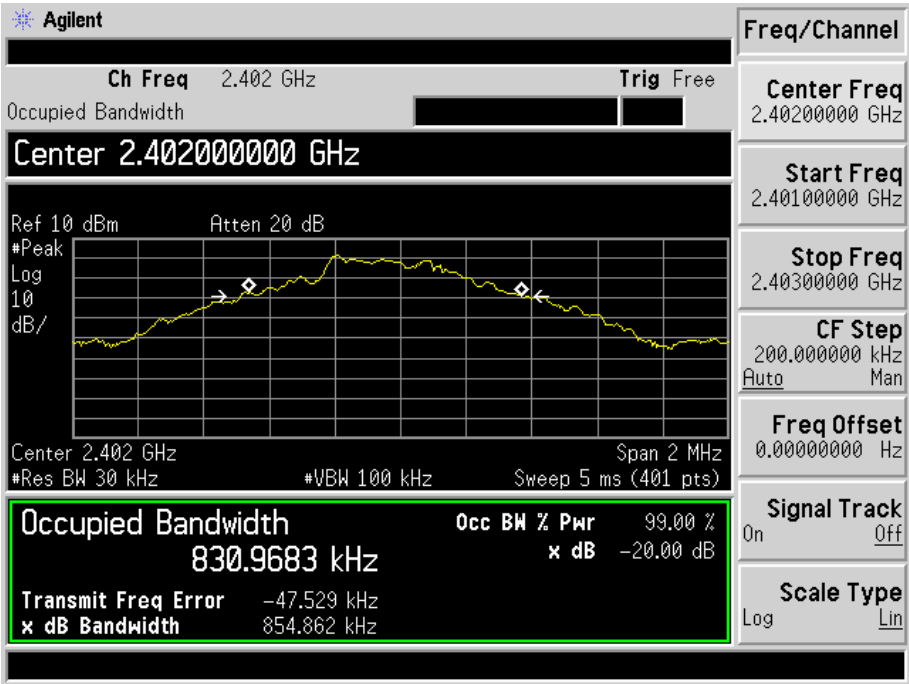 Agilent
Freq/Channel
Ch Freq 2.402 GHz Trig Free
Occupied Bandwidth
Center 2.402000000 GHz
Ref 10 dBm Atten 20 dB
#Peak
Log
10
dB/
Center 2.402 GHz Span 2 MHz
#Res BW 30 kHz #VBW 100 kHz Sweep 5 ms (401 pts)
Occupied Bandwidth Occ BW % Pwr 99.00 %
830.9683 kHz x dB -20.00 dB
Transmit Freq Error -47.529 kHz
x dB Bandwidth 854.862 kHz
Center Freq
2.40200000 GHz
Start Freq
2.40100000 GHz
Stop Freq
2.40300000 GHz
CF Step
200.000000 kHz
Auto Man
Freq Offset
0.00000000 Hz
Signal Track
On Off
Scale Type
Log Lin